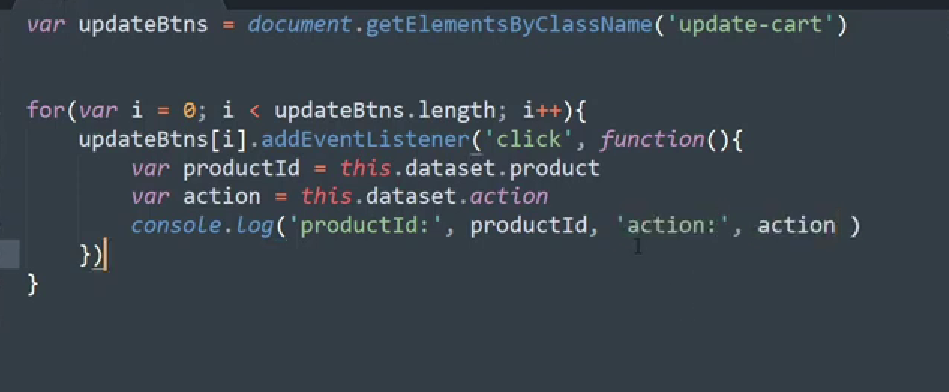 var updateBtns = document.getElementsByClassName('update-cart')
for(var i = 0; i < updateBtns.length; i++){
updateBtns[i].addEventListener('click', function(){
var productId = this.dataset.product
var action = this.dataset.action
console.log('productId:', productId, 'action:', action )
})
}